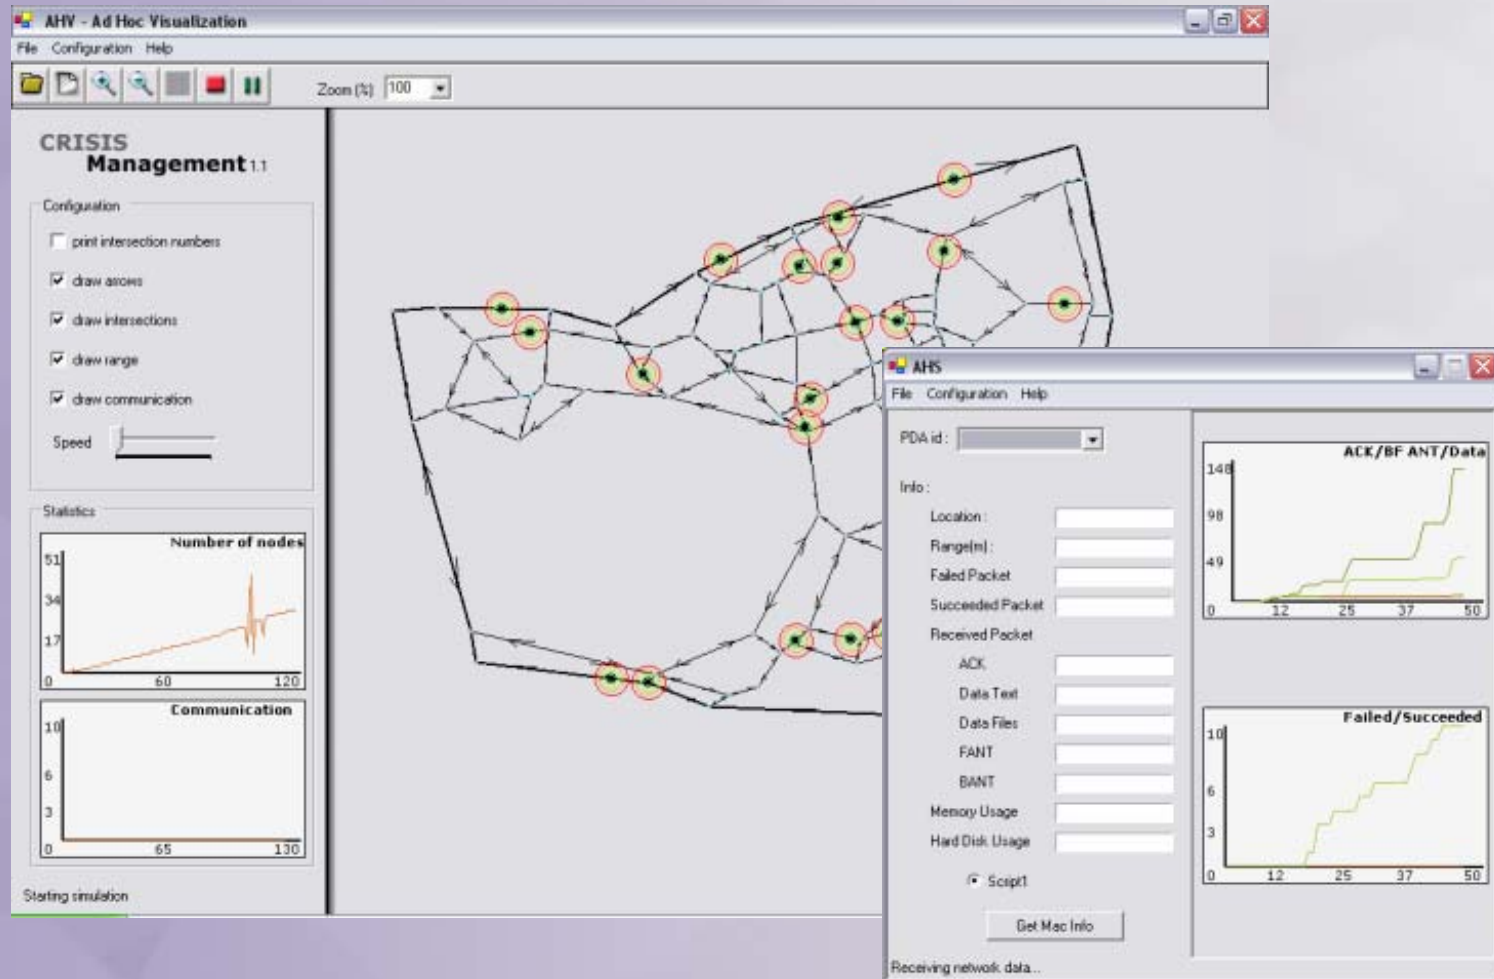 AHV - Ad Hoc Visualization
File Configuration Help
Zoom (%) 100
CRISIS
Management 1.1
Configuration
print intersection numbers
draw arrows
draw intersections
draw range
draw communication
Speed
Statistics
Number of nodes
51
34
17
0 60 120
Communication
10
6
3
0 65 130
Starting simulation
AHS
File Configuration Help
PDA id :
Info :
Location :
Range(m) :
Failed Packet
Succeeded Packet
Received Packet
ACK
Data Text
Data Files
FANT
BANT
Memory Usage
Hard Disk Usage
Script1
Get Mac Info
Receiving network data...
ACK/BF ANT/Data
148
98
49
0 12 25 37 50
Failed/Succeeded
10
6
3
0 12 25 37 50